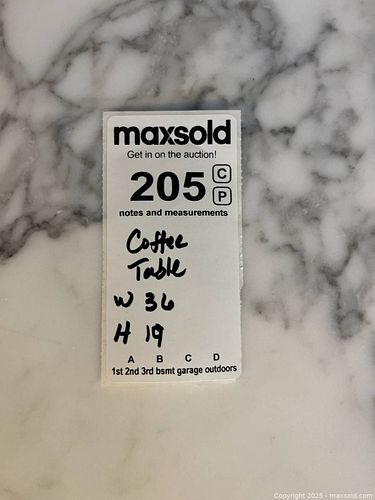 maxsold
Get in on the auction!
205 C
P
notes and measurements
Coffee
Table
W 36
H 19
A B C D
1st 2nd 3rd bsmt garage outdoors
Copyright 2025 - maxsold.com